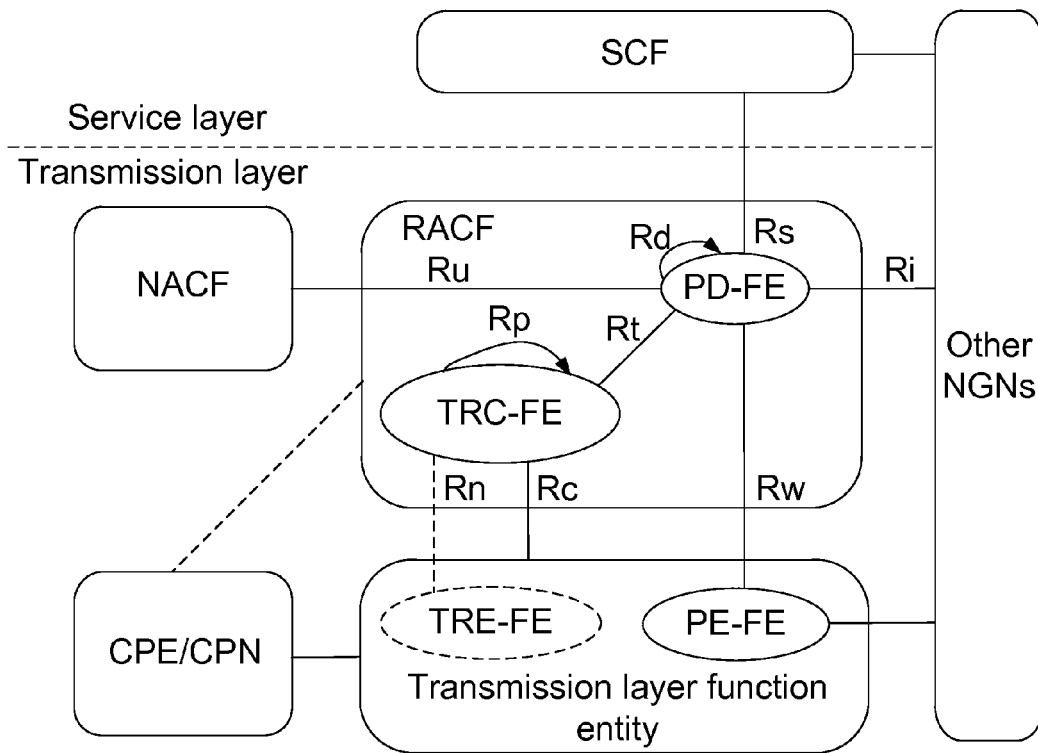 SCF
Service layer
Transmission layer
RACF
Rd
Rs
NACF
Ru
PD-FE
Ri
Rp
Rt
Other
NGNs
TRC-FE
Rn
Rc
Rw
CPE/CPN
TRE-FE
PE-FE
Transmission layer function
entity